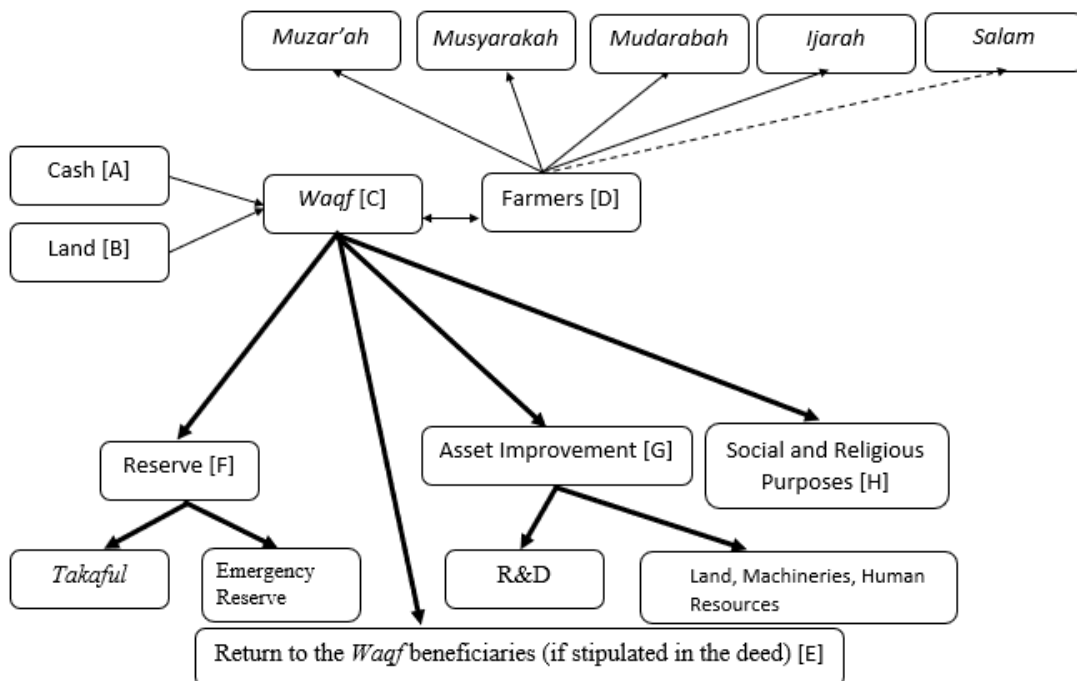 Muzar’ah
Musyarakah
Mudarabah
Ijarah
Salam
Cash [A]
Waqf [C]
Farmers [D]
Land [B]
Reserve [F]
Asset Improvement [G]
Social and Religious
Purposes [H]
Takaful
Emergency
Reserve
R&D
Land, Machineries, Human
Resources
Return to the Waqf beneficiaries (if stipulated in the deed) [E]